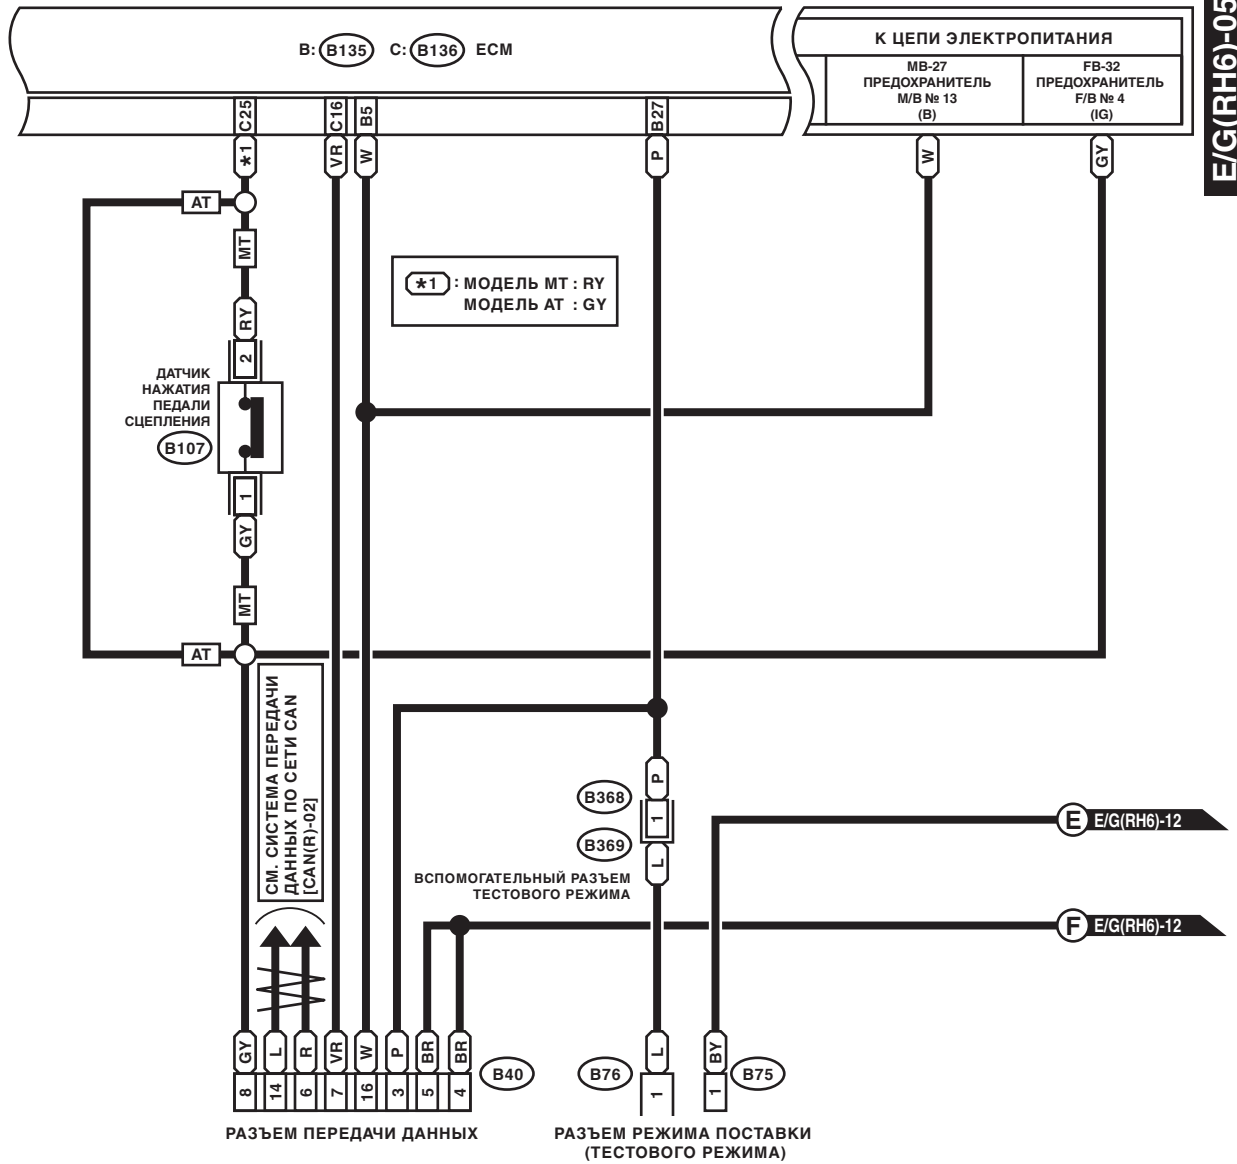 E/G(RH6)-05
B: B135 C: B136 ECM
К ЦЕПИ ЭЛЕКТРОПИТАНИЯ
MB-27
ПРЕДОХРАНИТЕЛЬ
M/B № 13
(B)
FB-32
ПРЕДОХРАНИТЕЛЬ
F/B № 4
(IG)
C25
C16
B5
B27
*1
VR
W
P
W
GY
AT
MT
*1 : МОДЕЛЬ MT : RY
МОДЕЛЬ AT : GY
RY
2
ДАТЧИК
НАЖАТИЯ
ПЕДАЛИ
СЦЕПЛЕНИЯ
B107
1
GY
MT
AT
СМ. СИСТЕМА ПЕРЕДАЧИ
ДАННЫХ ПО СЕТИ CAN
[CAN(R)-02]
P
B368
1
B369
L
ВСПОМОГАТЕЛЬНЫЙ РАЗЪЕМ
ТЕСТОВОГО РЕЖИМА
E E/G(RH6)-12
F E/G(RH6)-12
GY
L
R
VR
W
P
BR
BR
8
14
6
7
16
3
5
4
B40
B76
L
1
BY
1
B75
РАЗЪЕМ ПЕРЕДАЧИ ДАННЫХ
РАЗЪЕМ РЕЖИМА ПОСТАВКИ
(ТЕСТОВОГО РЕЖИМА)